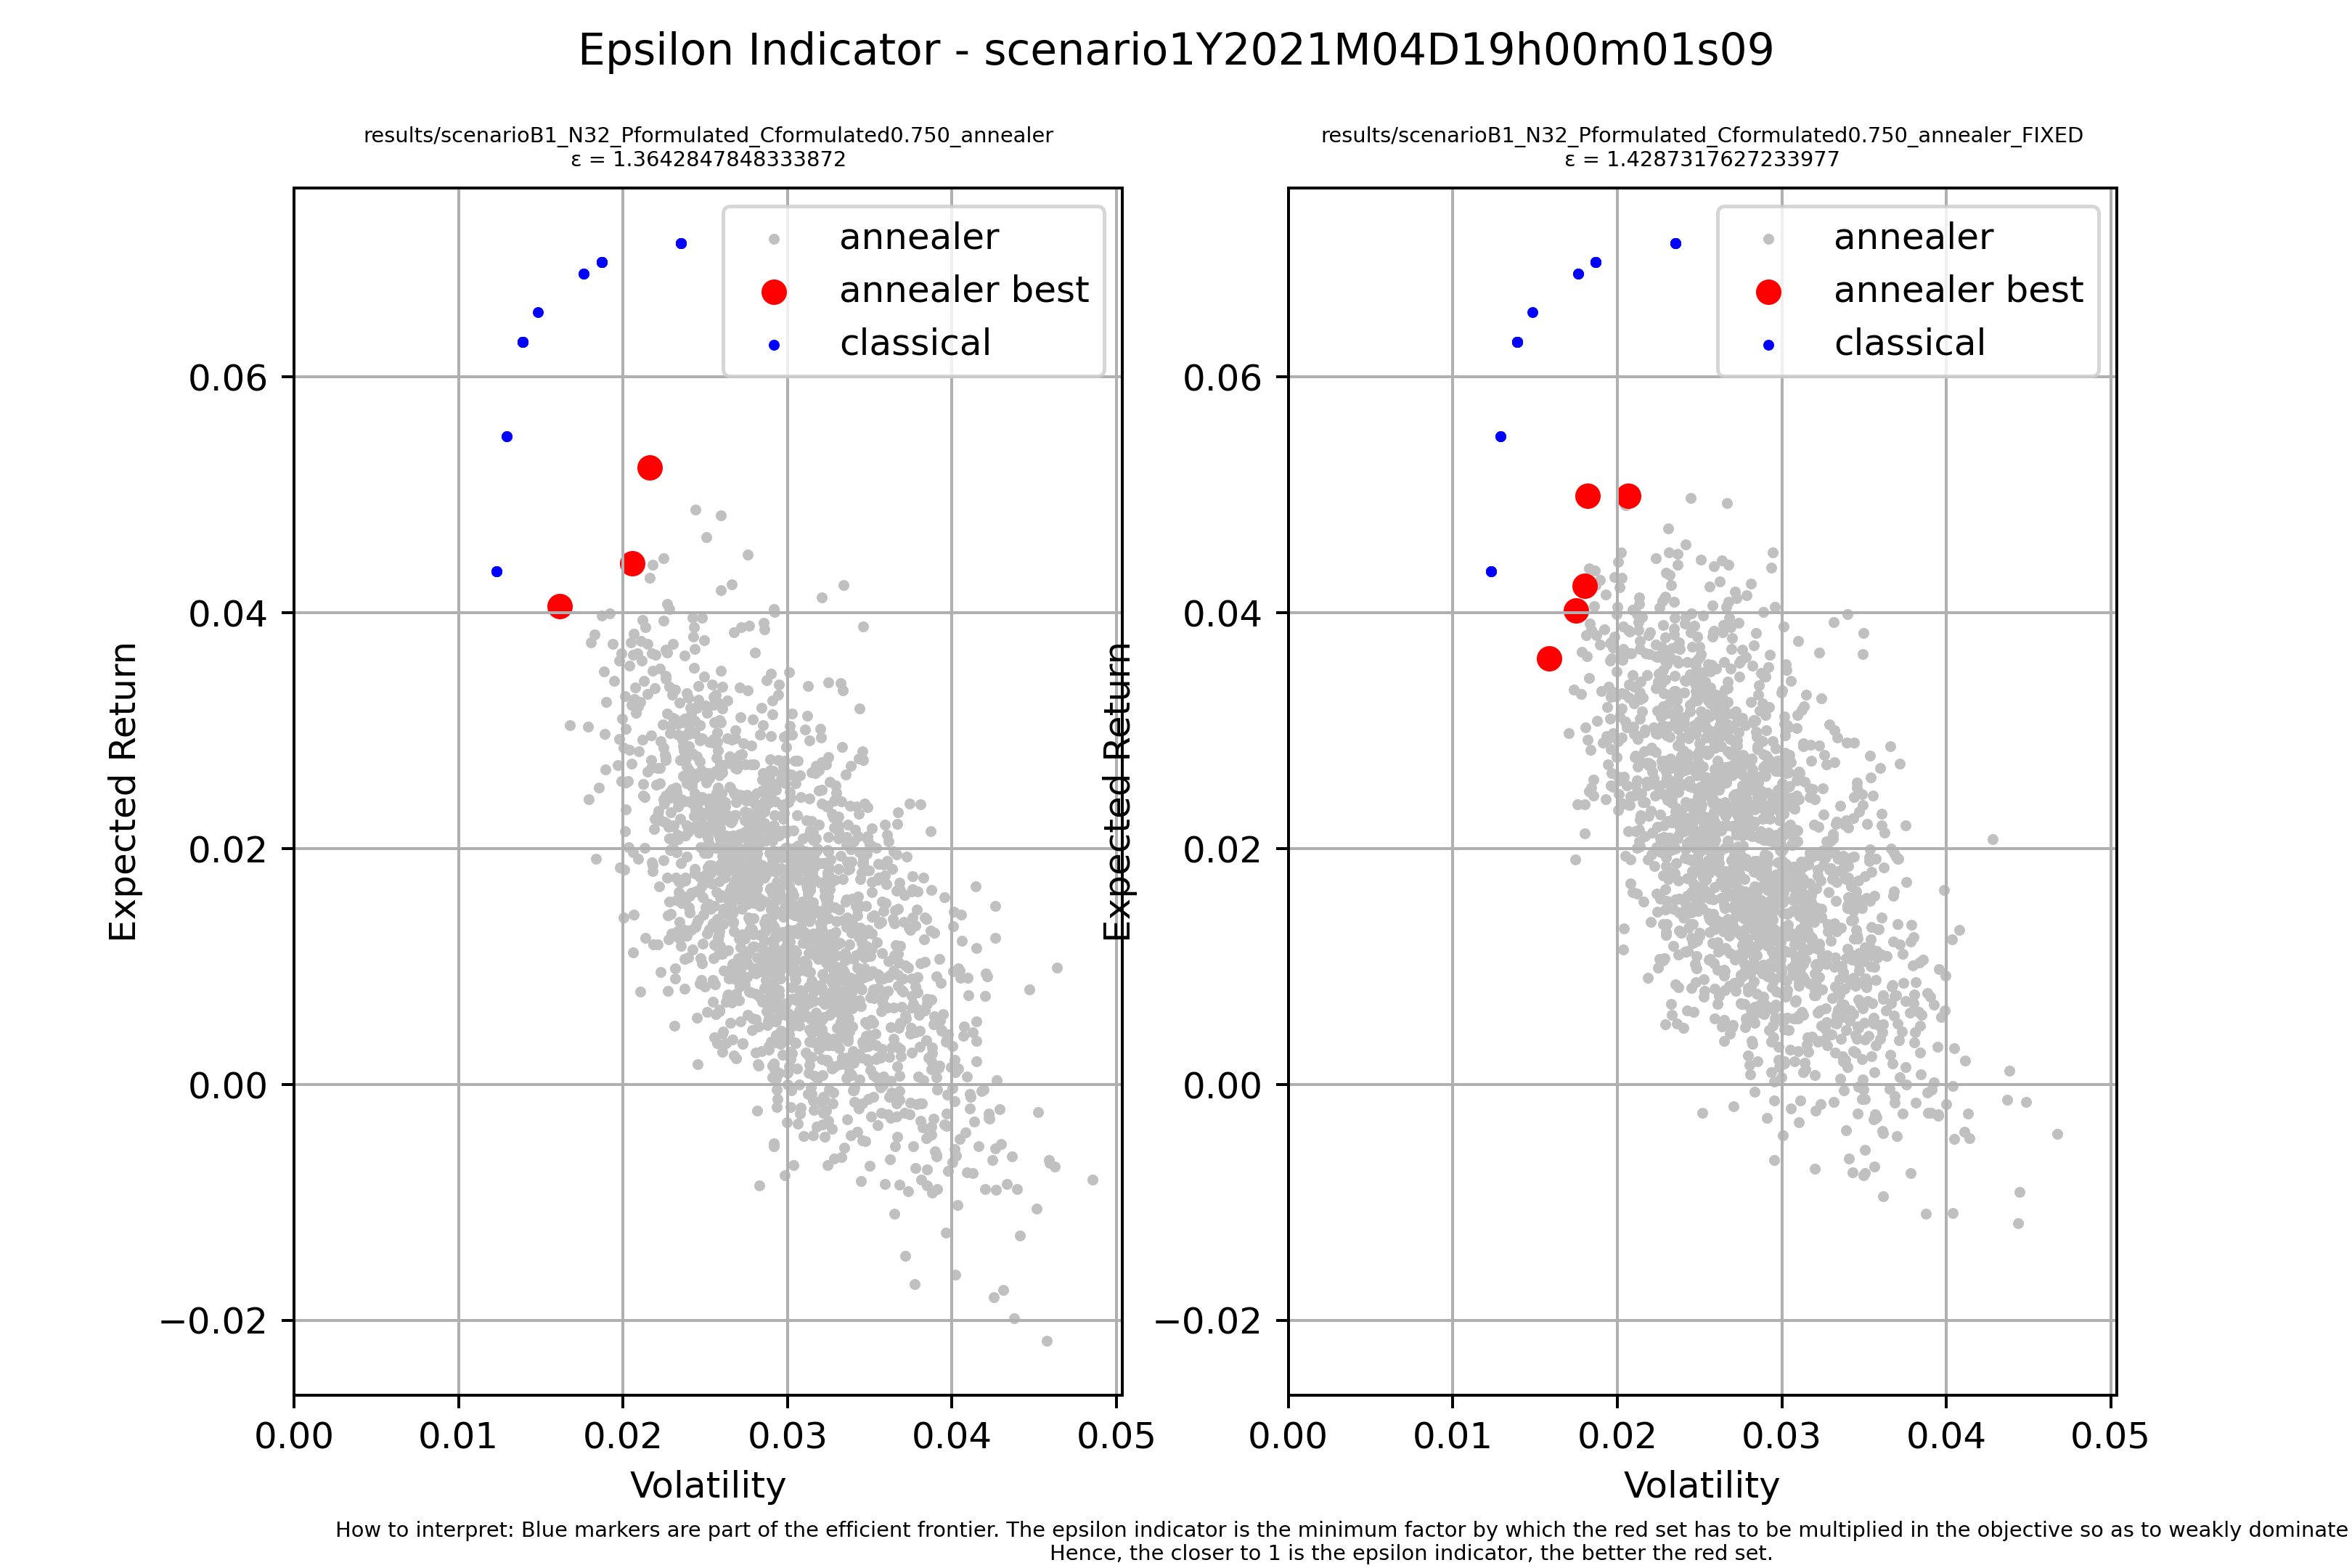 Epsilon Indicator - scenario1Y2021M04D19h00m01s09
results/scenarioB1_N32_Pformulated_Cformulated0.750_annealer
ε = 1.3642847848333872
annealer
annealer best
classical
0.06
0.04
0.02
0.00
−0.02
Expected Return
0.00 0.01 0.02 0.03 0.04 0.05
Volatility
results/scenarioB1_N32_Pformulated_Cformulated0.750_annealer_FIXED
ε = 1.4287317627233977
annealer
annealer best
classical
0.06
0.04
0.02
0.00
−0.02
Expected Return
0.00 0.01 0.02 0.03 0.04 0.05
Volatility
How to interpret: Blue markers are part of the efficient frontier. The epsilon indicator is the minimum factor by which the red set has to be multiplied in the objective so as to weakly dominate
Hence, the closer to 1 is the epsilon indicator, the better the red set.